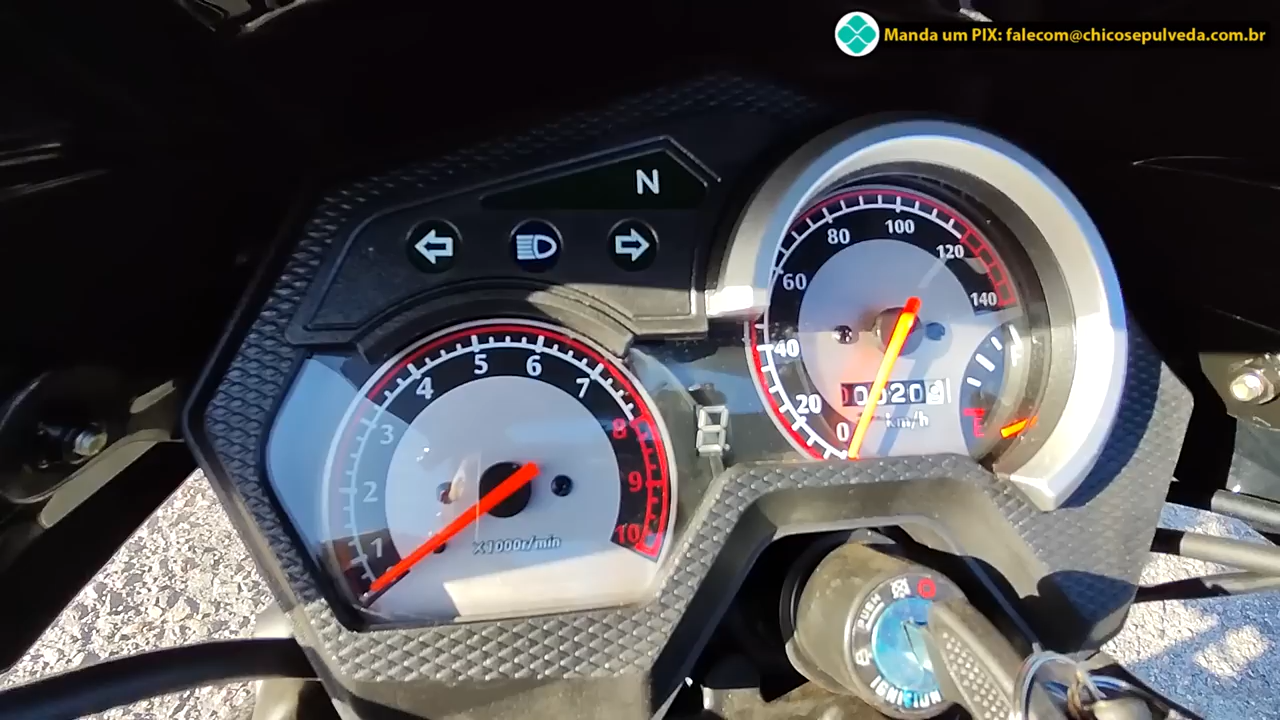 Manda um PIX: falecom@chicosepulveda.com.br
N
4 5 6 7
3
2
1
8
9
10
X1000r/min
8
80 100 120 140
60
40
20
0
km/h
E
PUSH
IGNITION